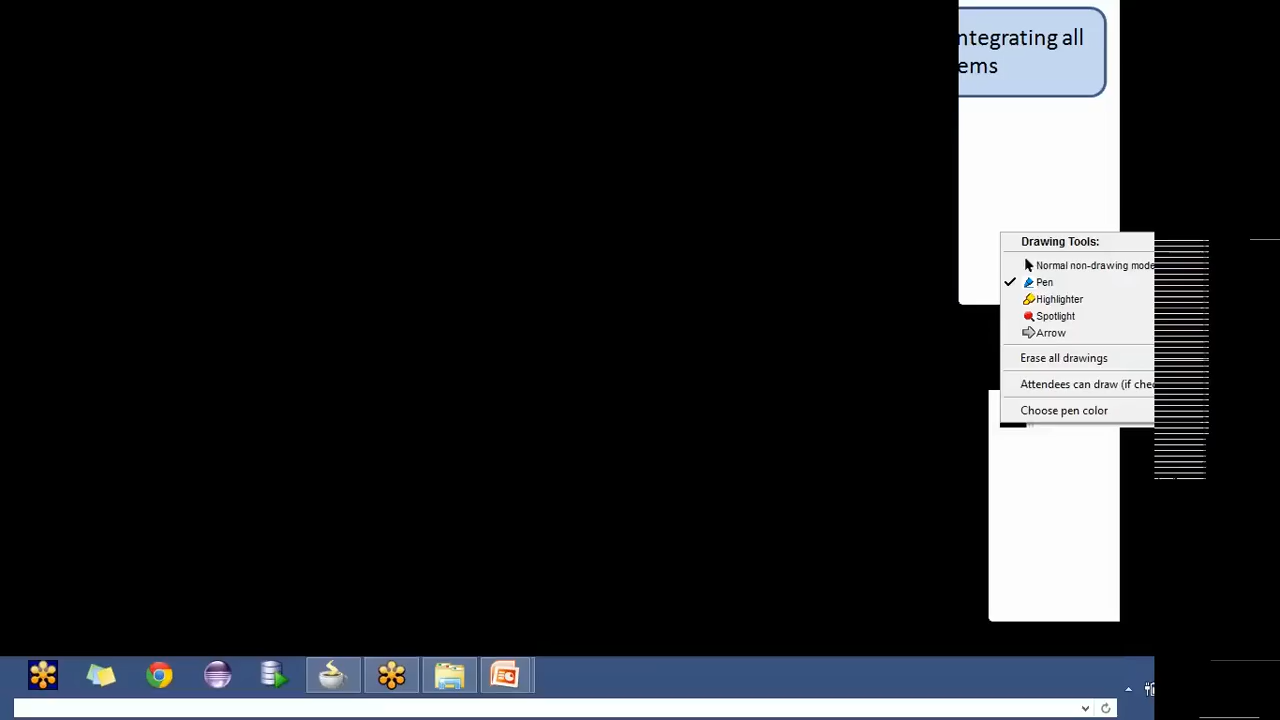 ntegrating all
ems
Drawing Tools:
Normal non-drawing mode
Pen
Highlighter
Spotlight
Arrow
Erase all drawings
Attendees can draw (if che
Choose pen color